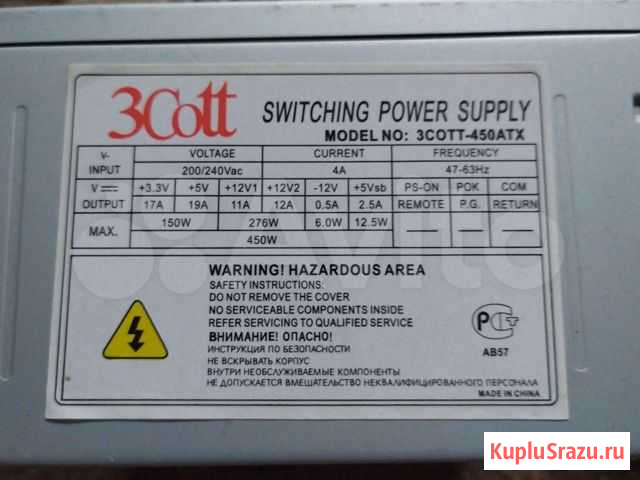 3Cott SWITCHING POWER SUPPLY
MODEL NO: 3COTT-450ATX
V~ INPUT VOLTAGE CURRENT FREQUENCY
200/240Vac 4A 47-63Hz
V⎓ +3.3V +5V +12V1 +12V2 -12V +5Vsb PS-ON POK COM
OUTPUT 17A 19A 11A 12A 0.5A 2.5A REMOTE P.G. RETURN
MAX. 150W 276W 6.0W 12.5W — — —
450W
WARNING! HAZARDOUS AREA
SAFETY INSTRUCTIONS:
DO NOT REMOVE THE COVER
NO SERVICEABLE COMPONENTS INSIDE
REFER SERVICING TO QUALIFIED SERVICE
ВНИМАНИЕ! ОПАСНО!
ИНСТРУКЦИЯ ПО БЕЗОПАСНОСТИ
НЕ ВСКРЫВАТЬ КОРПУС
ВНУТРИ НЕОБСЛУЖИВАЕМЫЕ КОМПОНЕНТЫ
НЕ ДОПУСКАЕТСЯ ВМЕШАТЕЛЬСТВО НЕКВАЛИФИЦИРОВАННОГО ПЕРСОНАЛА
РСТ
АВ57
MADE IN CHINA
Avito
KupluSrazu.ru